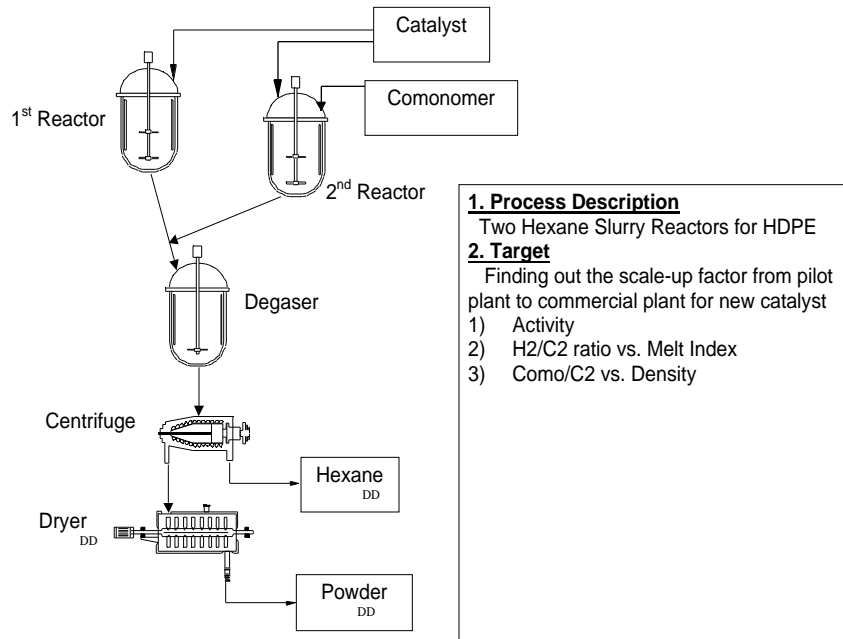 Catalyst
Comonomer
1st Reactor
2nd Reactor
Degaser
Centrifuge
Hexane
DD
Dryer
DD
Powder
DD
1. Process Description
Two Hexane Slurry Reactors for HDPE
2. Target
Finding out the scale-up factor from pilot
plant to commercial plant for new catalyst
1) Activity
2) H2/C2 ratio vs. Melt Index
3) Como/C2 vs. Density